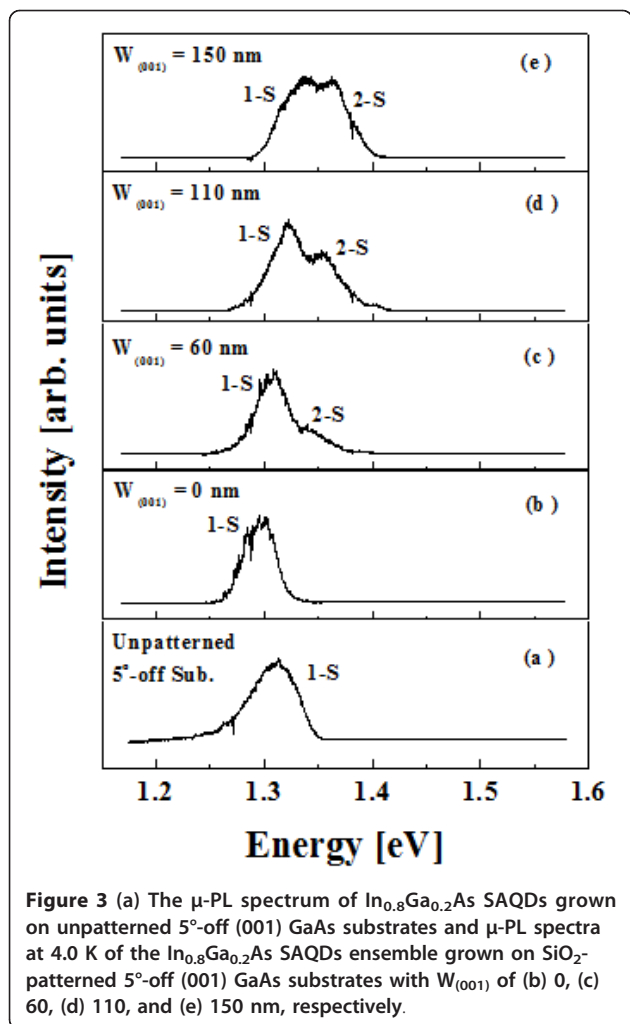 W (001) = 150 nm
(e)
1-S
2-S
W (001) = 110 nm
(d)
1-S
2-S
W (001) = 60 nm
(c)
1-S
2-S
W (001) = 0 nm
(b)
1-S
Unpatterned
5°-off Sub.
(a)
1-S
Intensity [arb. units]
1.2 1.3 1.4 1.5 1.6
Energy [eV]
Figure 3 (a) The μ-PL spectrum of In0.8Ga0.2As SAQDs grown
on unpatterned 5°-off (001) GaAs substrates and μ-PL spectra
at 4.0 K of the In0.8Ga0.2As SAQDs ensemble grown on SiO2-
patterned 5°-off (001) GaAs substrates with W(001) of (b) 0, (c)
60, (d) 110, and (e) 150 nm, respectively.